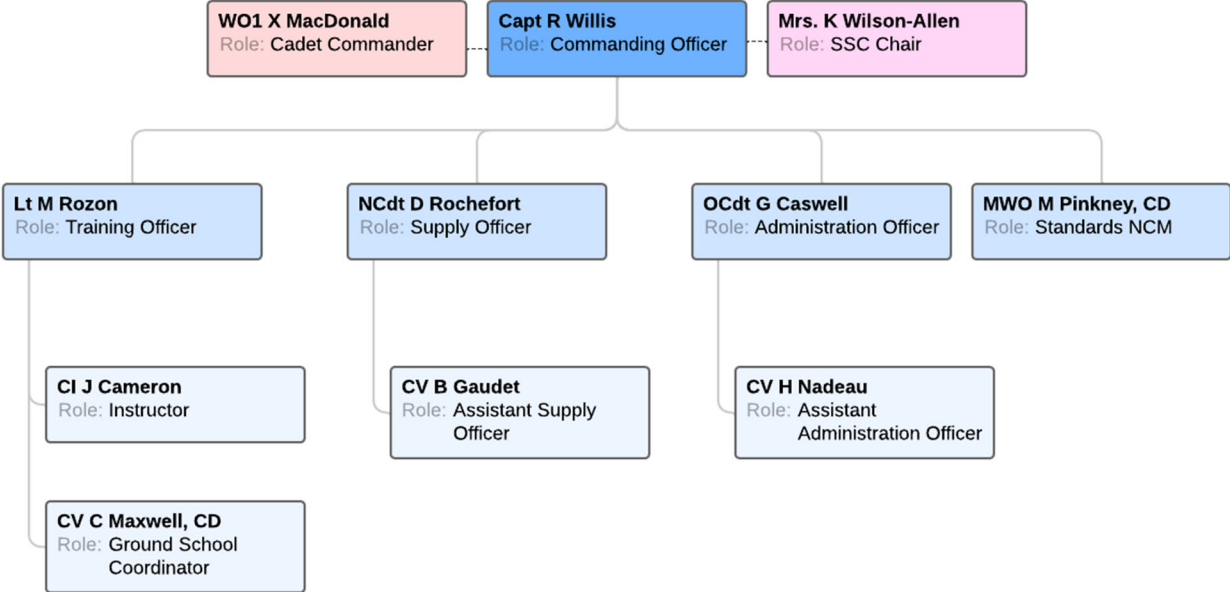 WO1 X MacDonald
Role: Cadet Commander
Capt R Willis
Role: Commanding Officer
Mrs. K Wilson-Allen
Role: SSC Chair
Lt M Rozon
Role: Training Officer
NCdt D Rochefort
Role: Supply Officer
OCdt G Caswell
Role: Administration Officer
MWO M Pinkney, CD
Role: Standards NCM
CI J Cameron
Role: Instructor
CV B Gaudet
Role: Assistant Supply
Officer
CV H Nadeau
Role: Assistant
Administration Officer
CV C Maxwell, CD
Role: Ground School
Coordinator